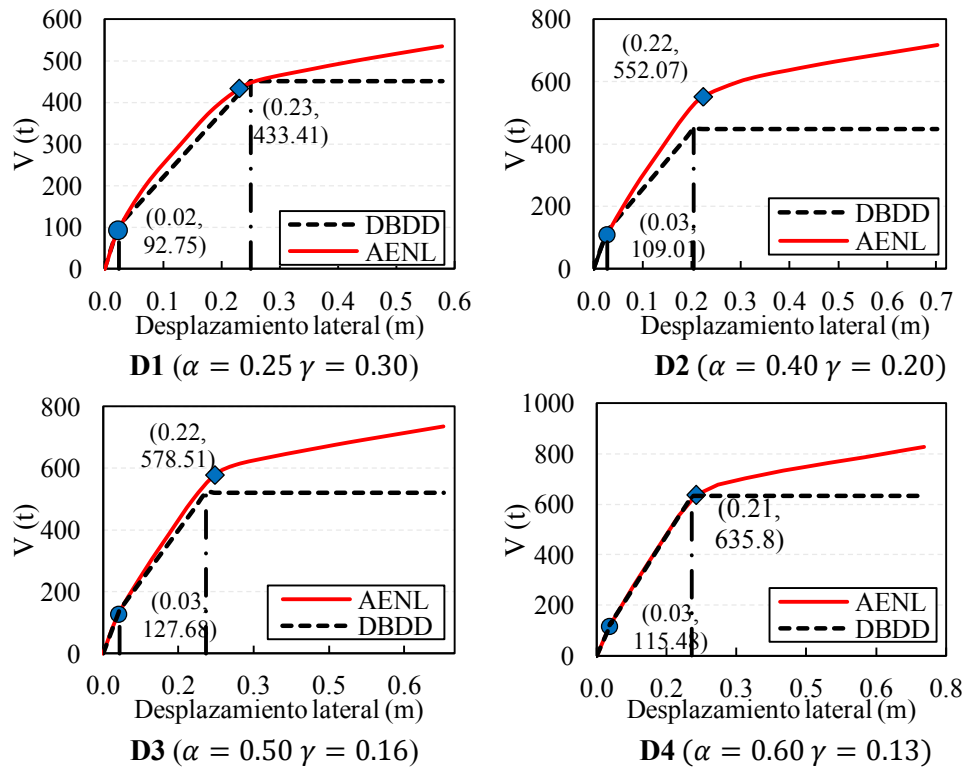 600
500
400
300
200
100
0
V (t)
(0.23,
433.41)
(0.02,
92.75)
DBDD
AENL
0.0 0.1 0.2 0.3 0.4 0.5 0.6
Desplazamiento lateral (m)
D1 (α = 0.25 γ = 0.30)
800
600
400
200
0
V (t)
(0.22,
552.07)
(0.03,
109.01)
DBDD
AENL
0.0 0.1 0.2 0.3 0.4 0.5 0.6 0.7
Desplazamiento lateral (m)
D2 (α = 0.40 γ = 0.20)
800
600
400
200
0
V (t)
(0.22,
578.51)
(0.03,
127.68)
AENL
DBDD
0.0 0.2 0.3 0.5 0.6
Desplazamiento lateral (m)
D3 (α = 0.50 γ = 0.16)
1000
800
600
400
200
0
V (t)
(0.21,
635.8)
(0.03,
115.48)
AENL
DBDD
0.0 0.2 0.3 0.5 0.6 0.8
Desplazamiento lateral (m)
D4 (α = 0.60 γ = 0.13)